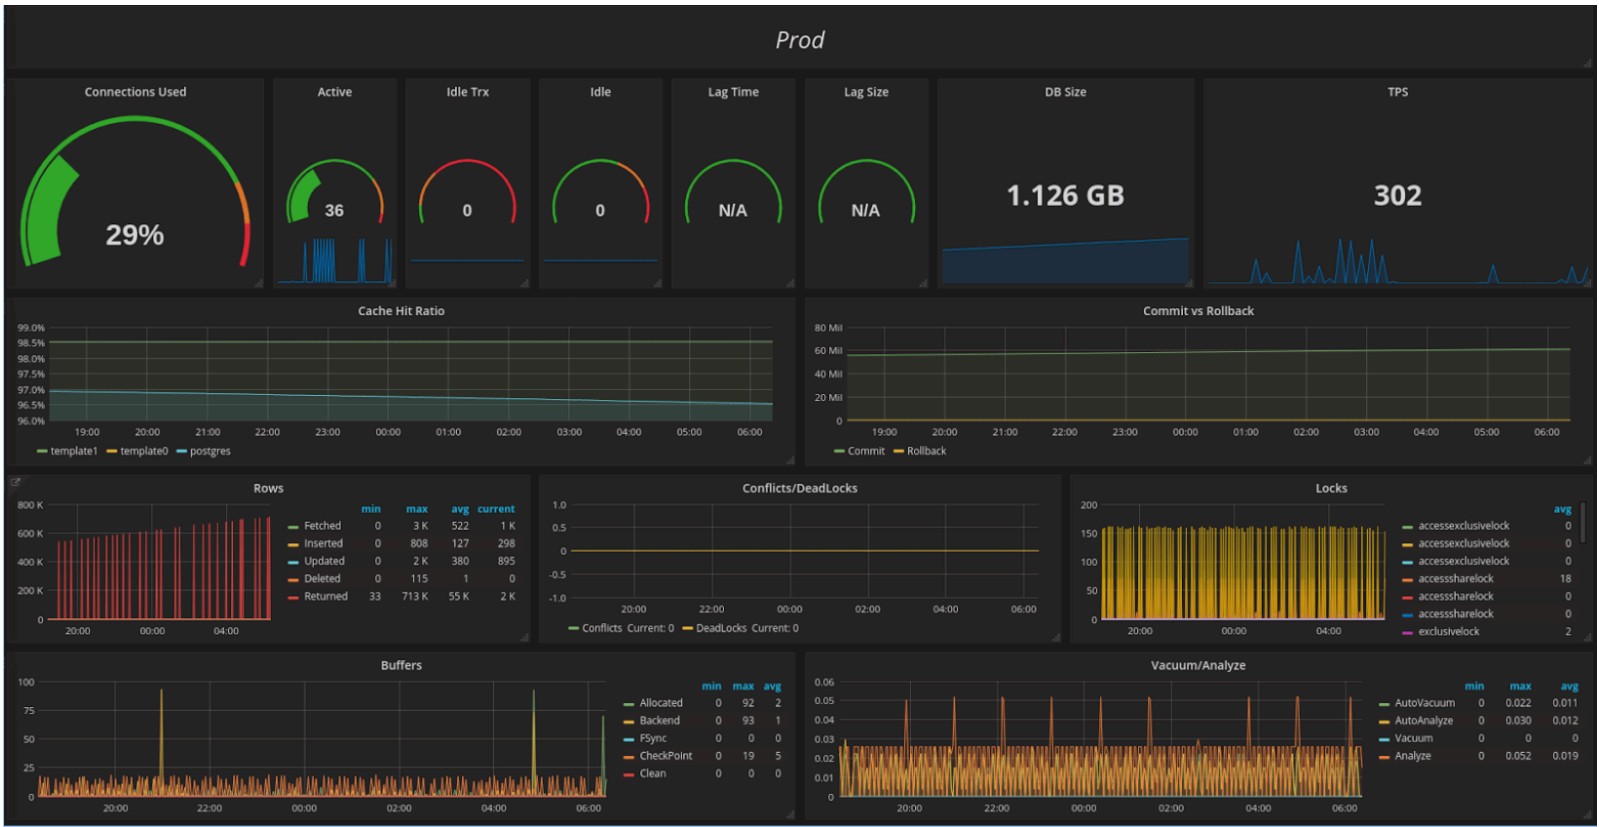 Prod
Connections Used
29%
Active
36
Idle Trx
0
Idle
0
Lag Time
N/A
Lag Size
N/A
DB Size
1.126 GB
TPS
302
Cache Hit Ratio
99.0%
98.5%
98.0%
97.5%
97.0%
96.5%
96.0%
19:00 20:00 21:00 22:00 23:00 00:00 01:00 02:00 03:00 04:00 05:00 06:00
template1 template0 postgres
Commit vs Rollback
80 Mil
60 Mil
40 Mil
20 Mil
0
19:00 20:00 21:00 22:00 23:00 00:00 01:00 02:00 03:00 04:00 05:00 06:00
Commit Rollback
Rows
800 K
600 K
400 K
200 K
0
20:00 00:00 04:00
min max avg current
Fetched 0 3 K 522 1 K
Inserted 0 808 127 298
Updated 0 2 K 380 895
Deleted 0 115 1 0
Returned 33 713 K 55 K 2 K
Conflicts/DeadLocks
1.0
0.5
0
-0.5
-1.0
20:00 22:00 00:00 02:00 04:00 06:00
Conflicts Current: 0 DeadLocks Current: 0
Locks
200
150
100
50
0
20:00 00:00 04:00
avg
accessexclusivelock 0
accessexclusivelock 0
accessexclusivelock 0
accesssharelock 18
accesssharelock 0
accesssharelock 0
exclusivelock 2
Buffers
100
75
50
25
0
20:00 22:00 00:00 02:00 04:00 06:00
min max avg
Allocated 0 92 2
Backend 0 93 1
FSync 0 0 0
CheckPoint 0 19 5
Clean 0 0 0
Vacuum/Analyze
0.06
0.05
0.04
0.03
0.02
0.01
0
20:00 22:00 00:00 02:00 04:00 06:00
min max avg
AutoVacuum 0 0.022 0.011
AutoAnalyze 0 0.030 0.012
Vacuum 0 0 0
Analyze 0 0.052 0.019